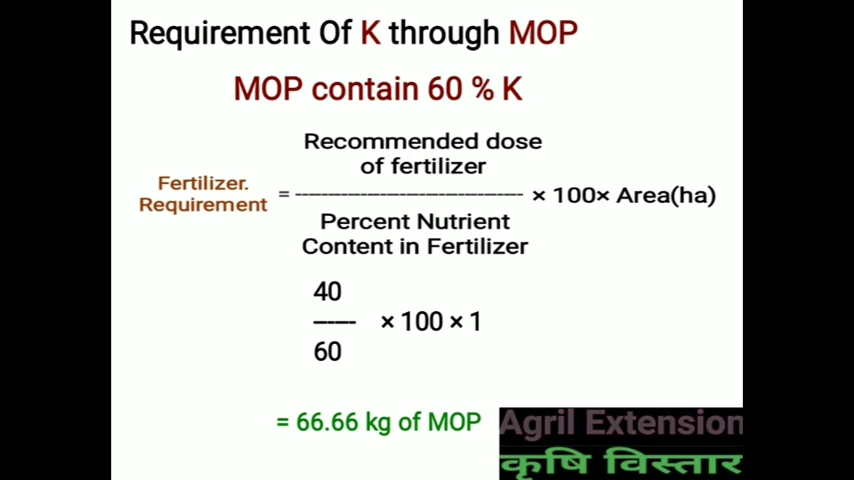 Requirement Of K through MOP
MOP contain 60 % K
Recommended dose
of fertilizer
Fertilizer.
Requirement
= ---------------------------------- × 100× Area(ha)
Percent Nutrient
Content in Fertilizer
40
------ × 100 × 1
60
= 66.66 kg of MOP
Agril Extension
कृषि विस्तार